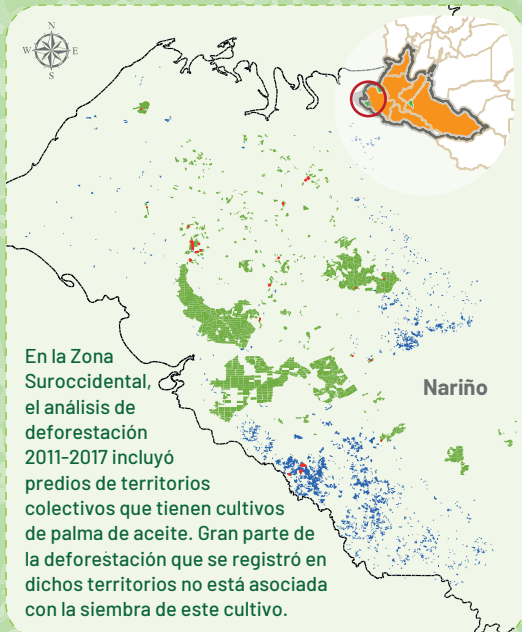 N
W E
S
Nariño
En la Zona
Suroccidental,
el análisis de
deforestación
2011-2017 incluyó
predios de territorios
colectivos que tienen cultivos
de palma de aceite. Gran parte de
la deforestación que se registró en
dichos territorios no está asociada
con la siembra de este cultivo.